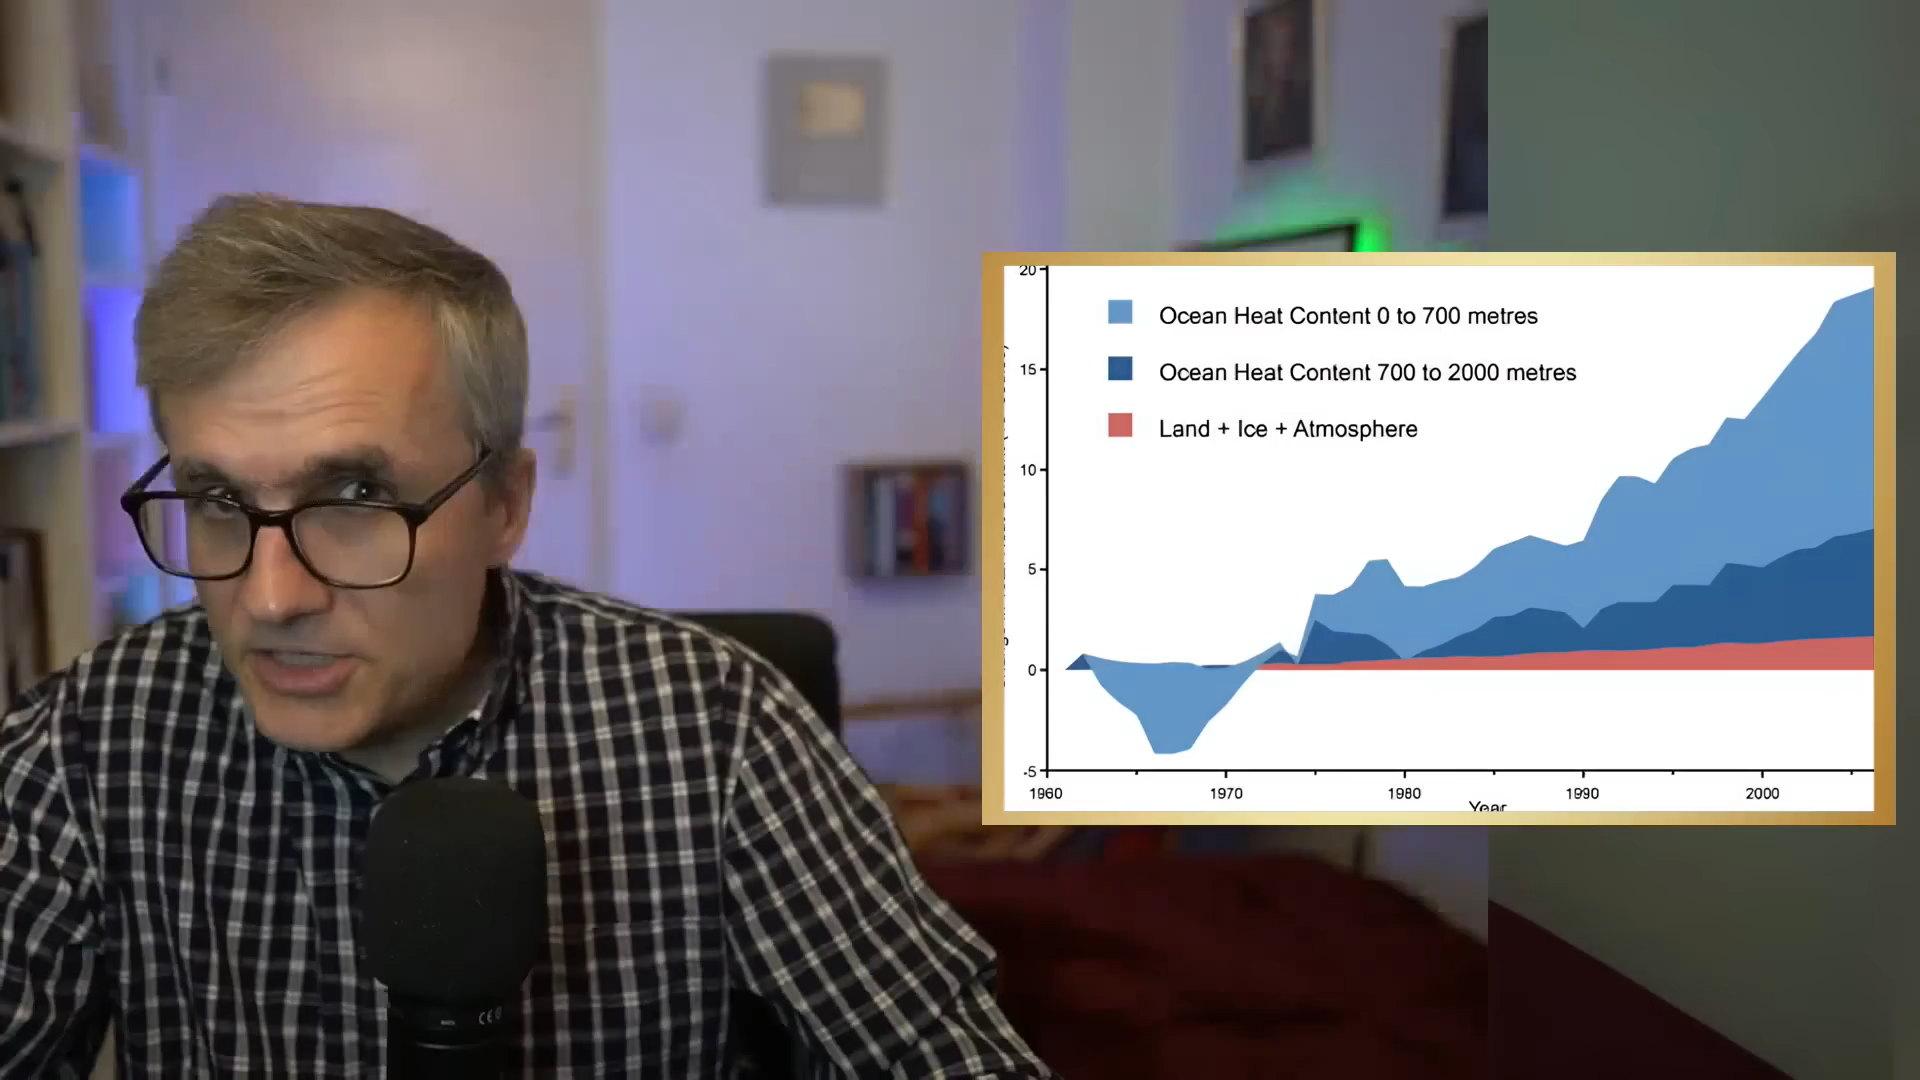 20
Ocean Heat Content 0 to 700 metres
15
Ocean Heat Content 700 to 2000 metres
Land + Ice + Atmosphere
10
5
0
-5
1960 1970 1980 1990 2000
Year
CE